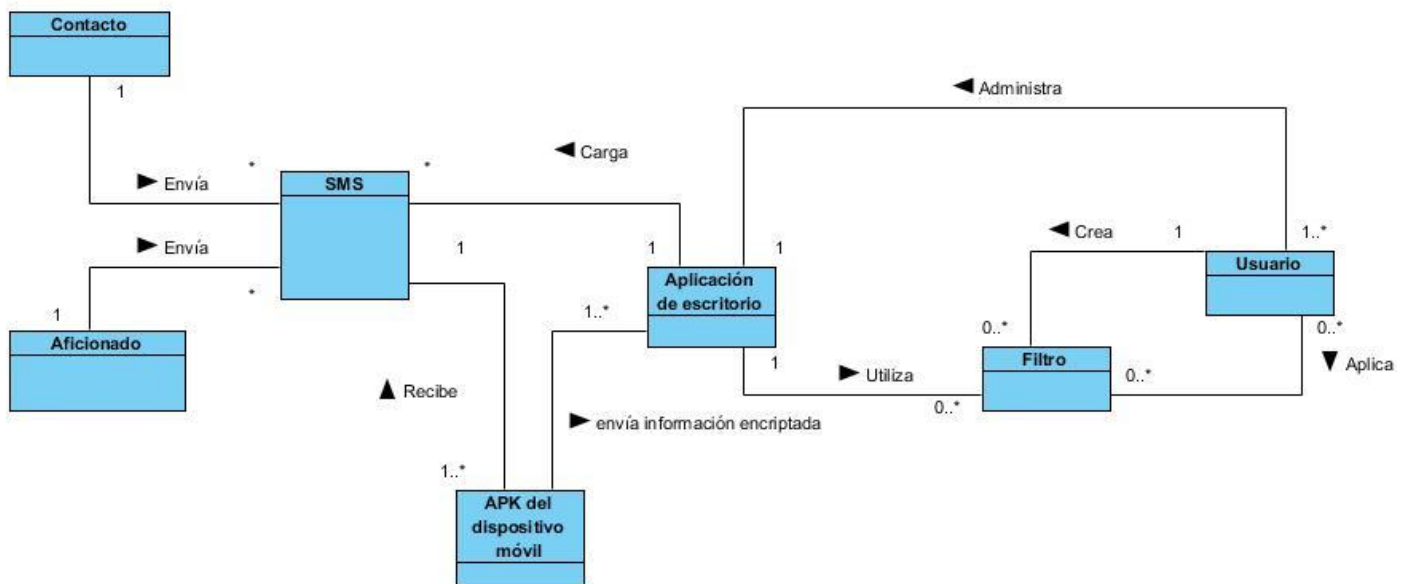 Contacto
1
Administra
*
*
Carga
Envía
SMS
Envía
1
1
1
Crea
1
1..*
Usuario
*
Aplicación
de escritorio
1
1..*
0..*
0..*
Aficionado
Filtro
1
Utiliza
0..*
Aplica
Recibe
0..*
envía información encriptada
1..*
APK del
dispositivo
móvil